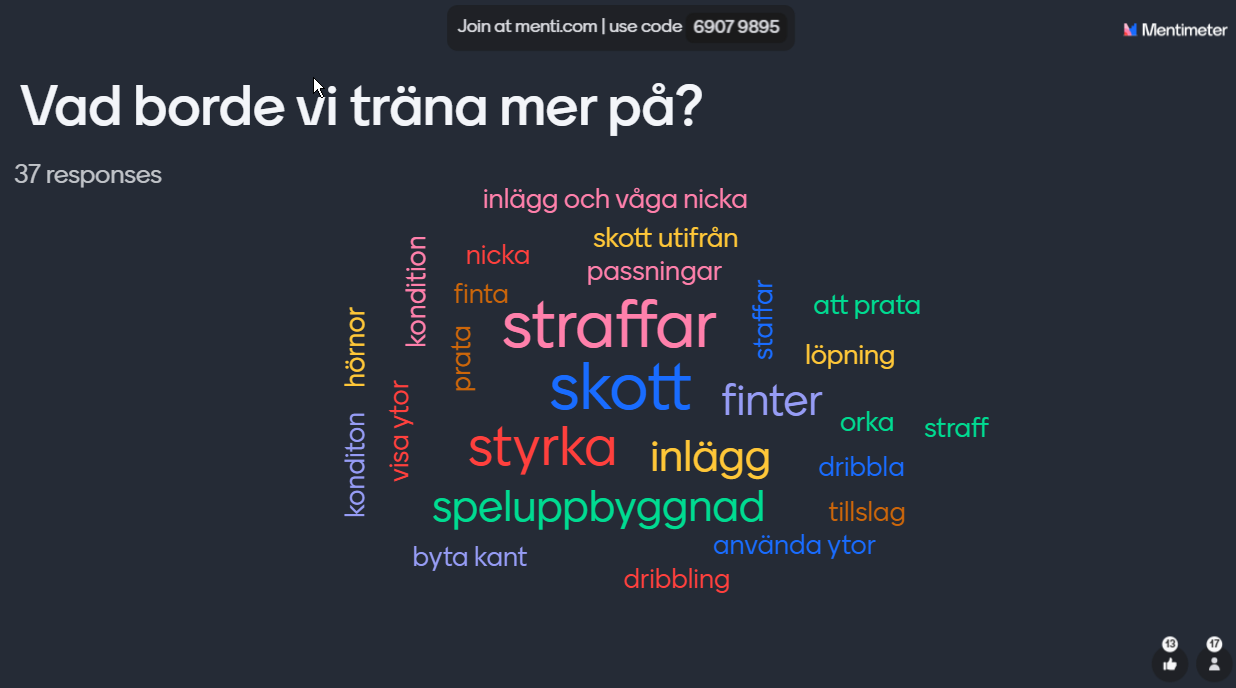 Join at menti.com | use code 6907 9895
Mentimeter
Vad borde vi träna mer på?
37 responses
inlägg och våga nicka
skott utifrån
nicka
passningar
kondition
finta
staffar
att prata
straffar
hörnor
prata
löpning
skott
finter
visa ytor
orka
straff
konditon
styrka
inlägg
dribbla
speluppbyggnad
tillslag
använda ytor
byta kant
dribbling
13
17